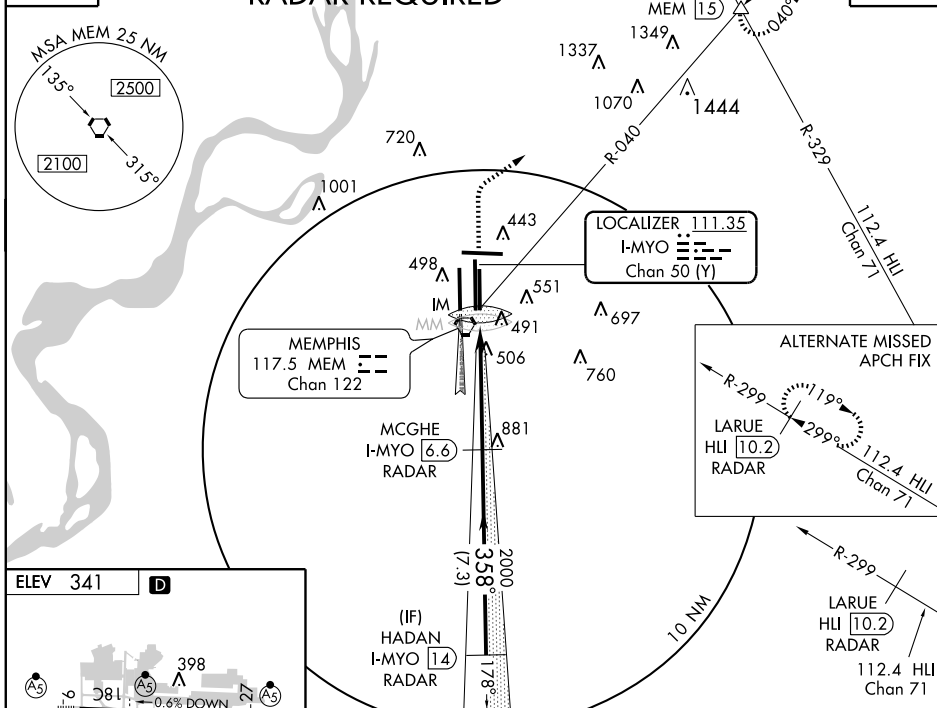 RADAR REQUIRED
MEM 15
040°
MSA MEM 25 NM
135°
2500
2100
315°
1337
1349
1070
1444
720
1001
R-040
R-329
112.4 HLI
Chan 71
443
LOCALIZER 111.35
I-MYO
Chan 50 (Y)
498
IM
MM
551
491
697
MEMPHIS
117.5 MEM
Chan 122
506
760
ALTERNATE MISSED
APCH FIX
R-299
119°
299°
LARUE
HLI 10.2
RADAR
112.4 HLI
Chan 71
MCGHE
I-MYO 6.6
RADAR
881
2000
358°
(7.3)
(IF)
HADAN
I-MYO 14
RADAR
178°
10 NM
R-299
LARUE
HLI 10.2
RADAR
112.4 HLI
Chan 71
ELEV 341 D
398
A5
A5
A5
18C
27
0.6% DOWN